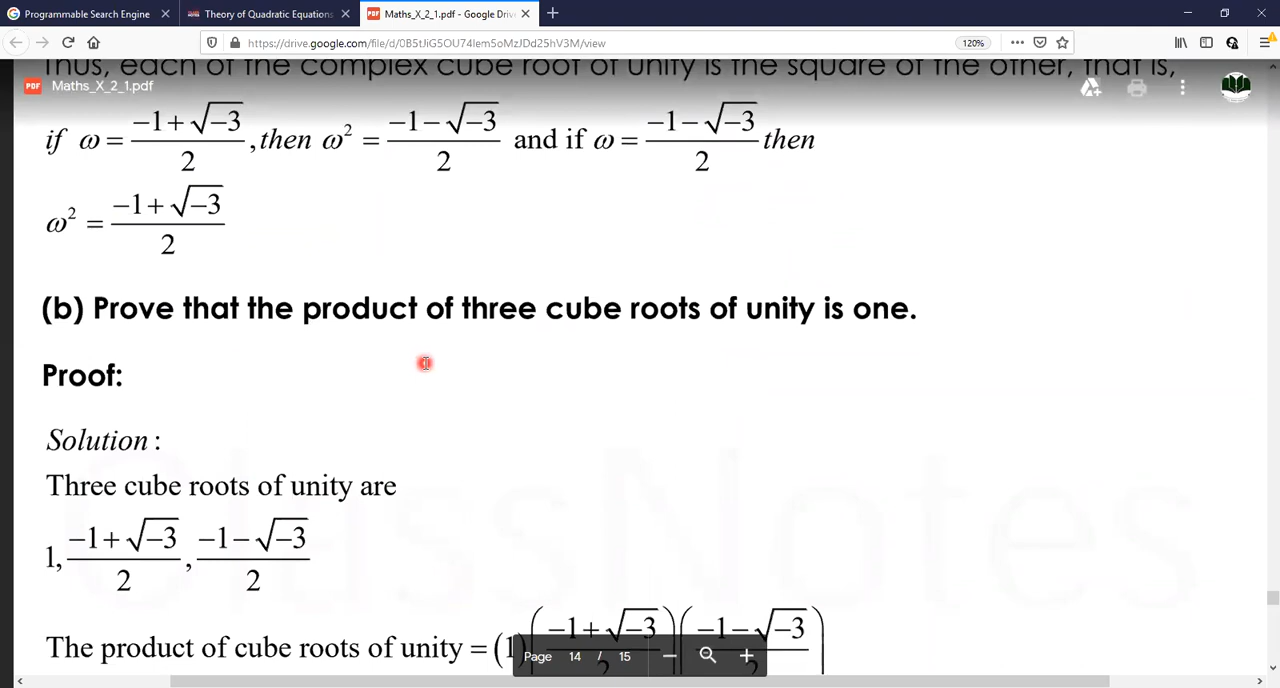 Programmable Search Engine
Theory of Quadratic Equations
Maths_X_2_1.pdf - Google Driv
https://drive.google.com/file/d/0B5tJiG5OU74lem5oMzJDd25hV3M/view
120%
Thus, each of the complex cube root of unity is the square of the other, that is,
PDF Maths_X_2_1.pdf
if ω = (−1+√−3)/2 , then ω² = (−1−√−3)/2 and if ω = (−1−√−3)/2 then
ω² = (−1+√−3)/2
(b) Prove that the product of three cube roots of unity is one.
Proof:
Solution :
Three cube roots of unity are
1, (−1+√−3)/2 , (−1−√−3)/2
The product of cube roots of unity = (1)((−1+√−3)/2)((−1−√−3)/2)
Page 14 / 15
ClassNotes